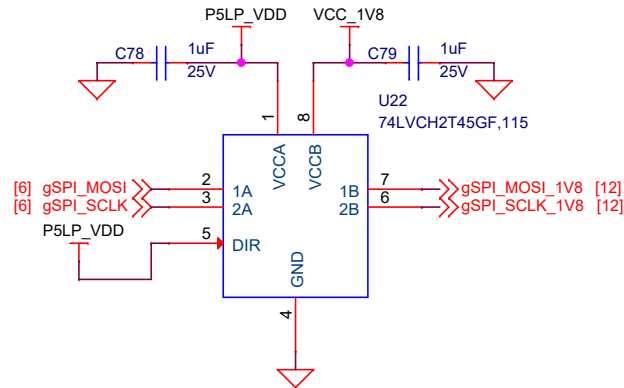 P5LP_VDD
VCC_1V8
C78
1uF
25V
C79
1uF
25V
U22
74LVCH2T45GF,115
1
8
VCCA
VCCB
[6] gSPI_MOSI
2
1A
1B
7
gSPI_MOSI_1V8 [12]
[6] gSPI_SCLK
3
2A
2B
6
gSPI_SCLK_1V8 [12]
P5LP_VDD
5
DIR
GND
4